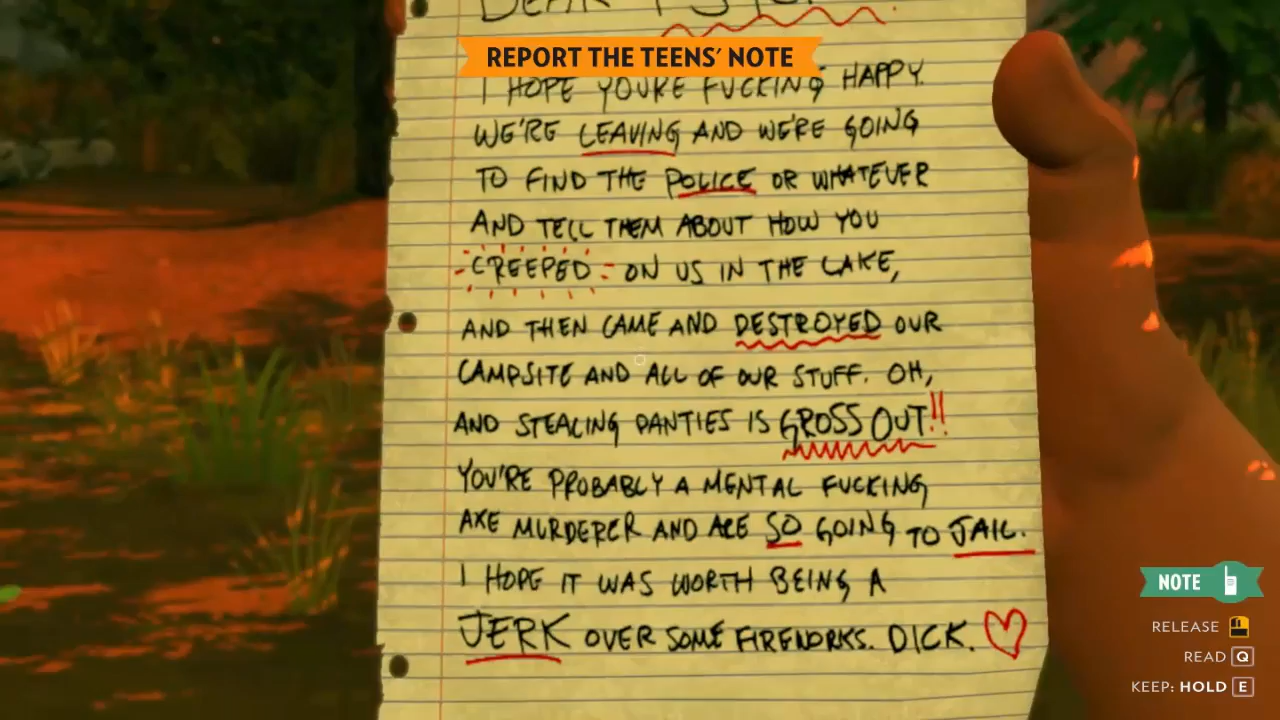 DEAR
REPORT THE TEENS' NOTE
I HOPE YOU'RE FUCKING HAPPY.
WE'RE LEAVING AND WE'RE GOING
TO FIND THE POLICE OR WHATEVER
AND TELL THEM ABOUT HOW YOU
CREEPED ON US IN THE LAKE,
AND THEN CAME AND DESTROYED OUR
CAMPSITE AND ALL OF OUR STUFF. OH,
AND STEALING PANTIES IS GROSS OUT!!
YOU'RE PROBABLY A MENTAL FUCKING
AXE MURDERER AND ARE SO GOING TO JAIL.
I HOPE IT WAS WORTH BEING A
JERK OVER SOME FIREWORKS. DICK.
NOTE
RELEASE
READ Q
KEEP: HOLD E